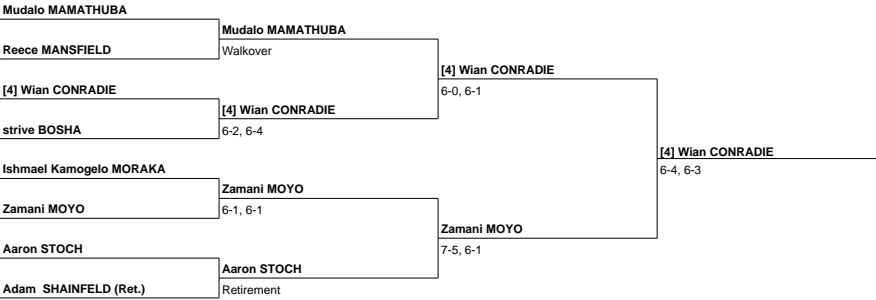 Mudalo MAMATHUBA
Mudalo MAMATHUBA
Reece MANSFIELD
Walkover
[4] Wian CONRADIE
[4] Wian CONRADIE
6-0, 6-1
[4] Wian CONRADIE
strive BOSHA
6-2, 6-4
[4] Wian CONRADIE
Ishmael Kamogelo MORAKA
6-4, 6-3
Zamani MOYO
Zamani MOYO
6-1, 6-1
Zamani MOYO
Aaron STOCH
7-5, 6-1
Aaron STOCH
Adam SHAINFELD (Ret.)
Retirement